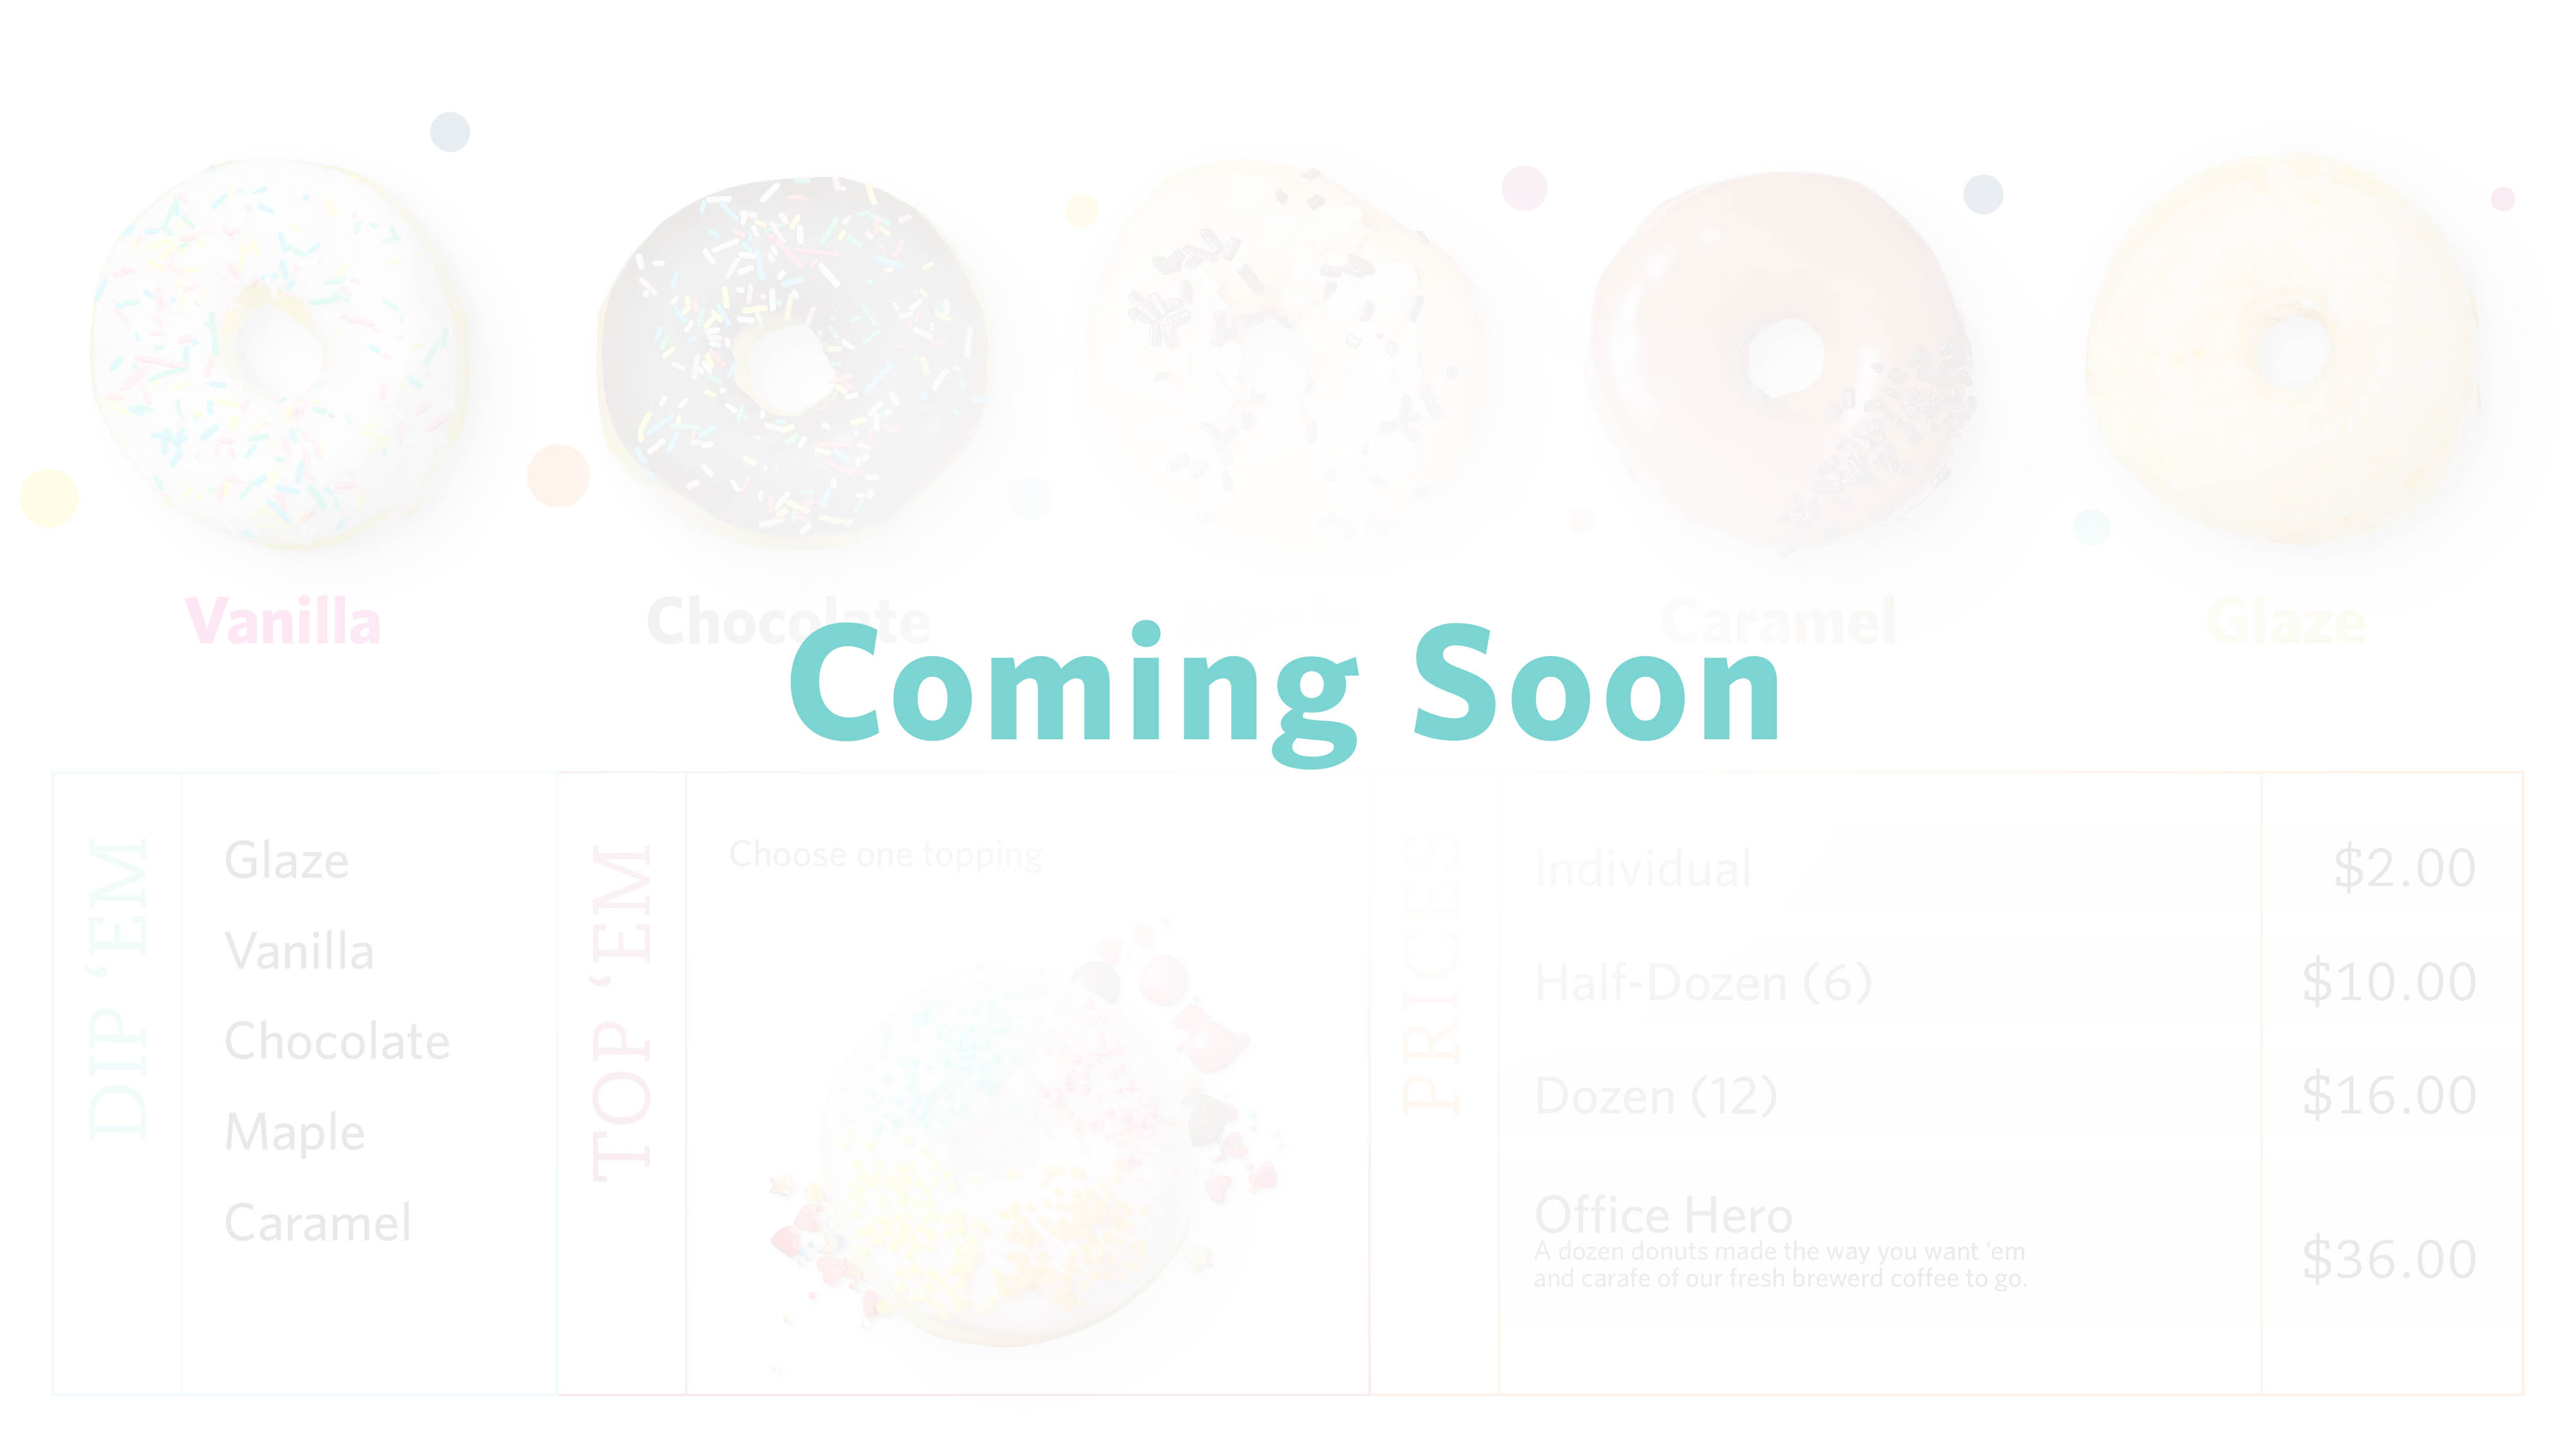 Vanilla
Chocolate
Caramel
Glaze
Coming Soon
DIP ‘EM
Glaze
Vanilla
Chocolate
Maple
Caramel
TOP ‘EM
Choose one topping
PRICES
Individual $2.00
Half-Dozen (6) $10.00
Dozen (12) $16.00
Office Hero
A dozen donuts made the way you want ‘em
and carafe of our fresh brewerd coffee to go.
$36.00